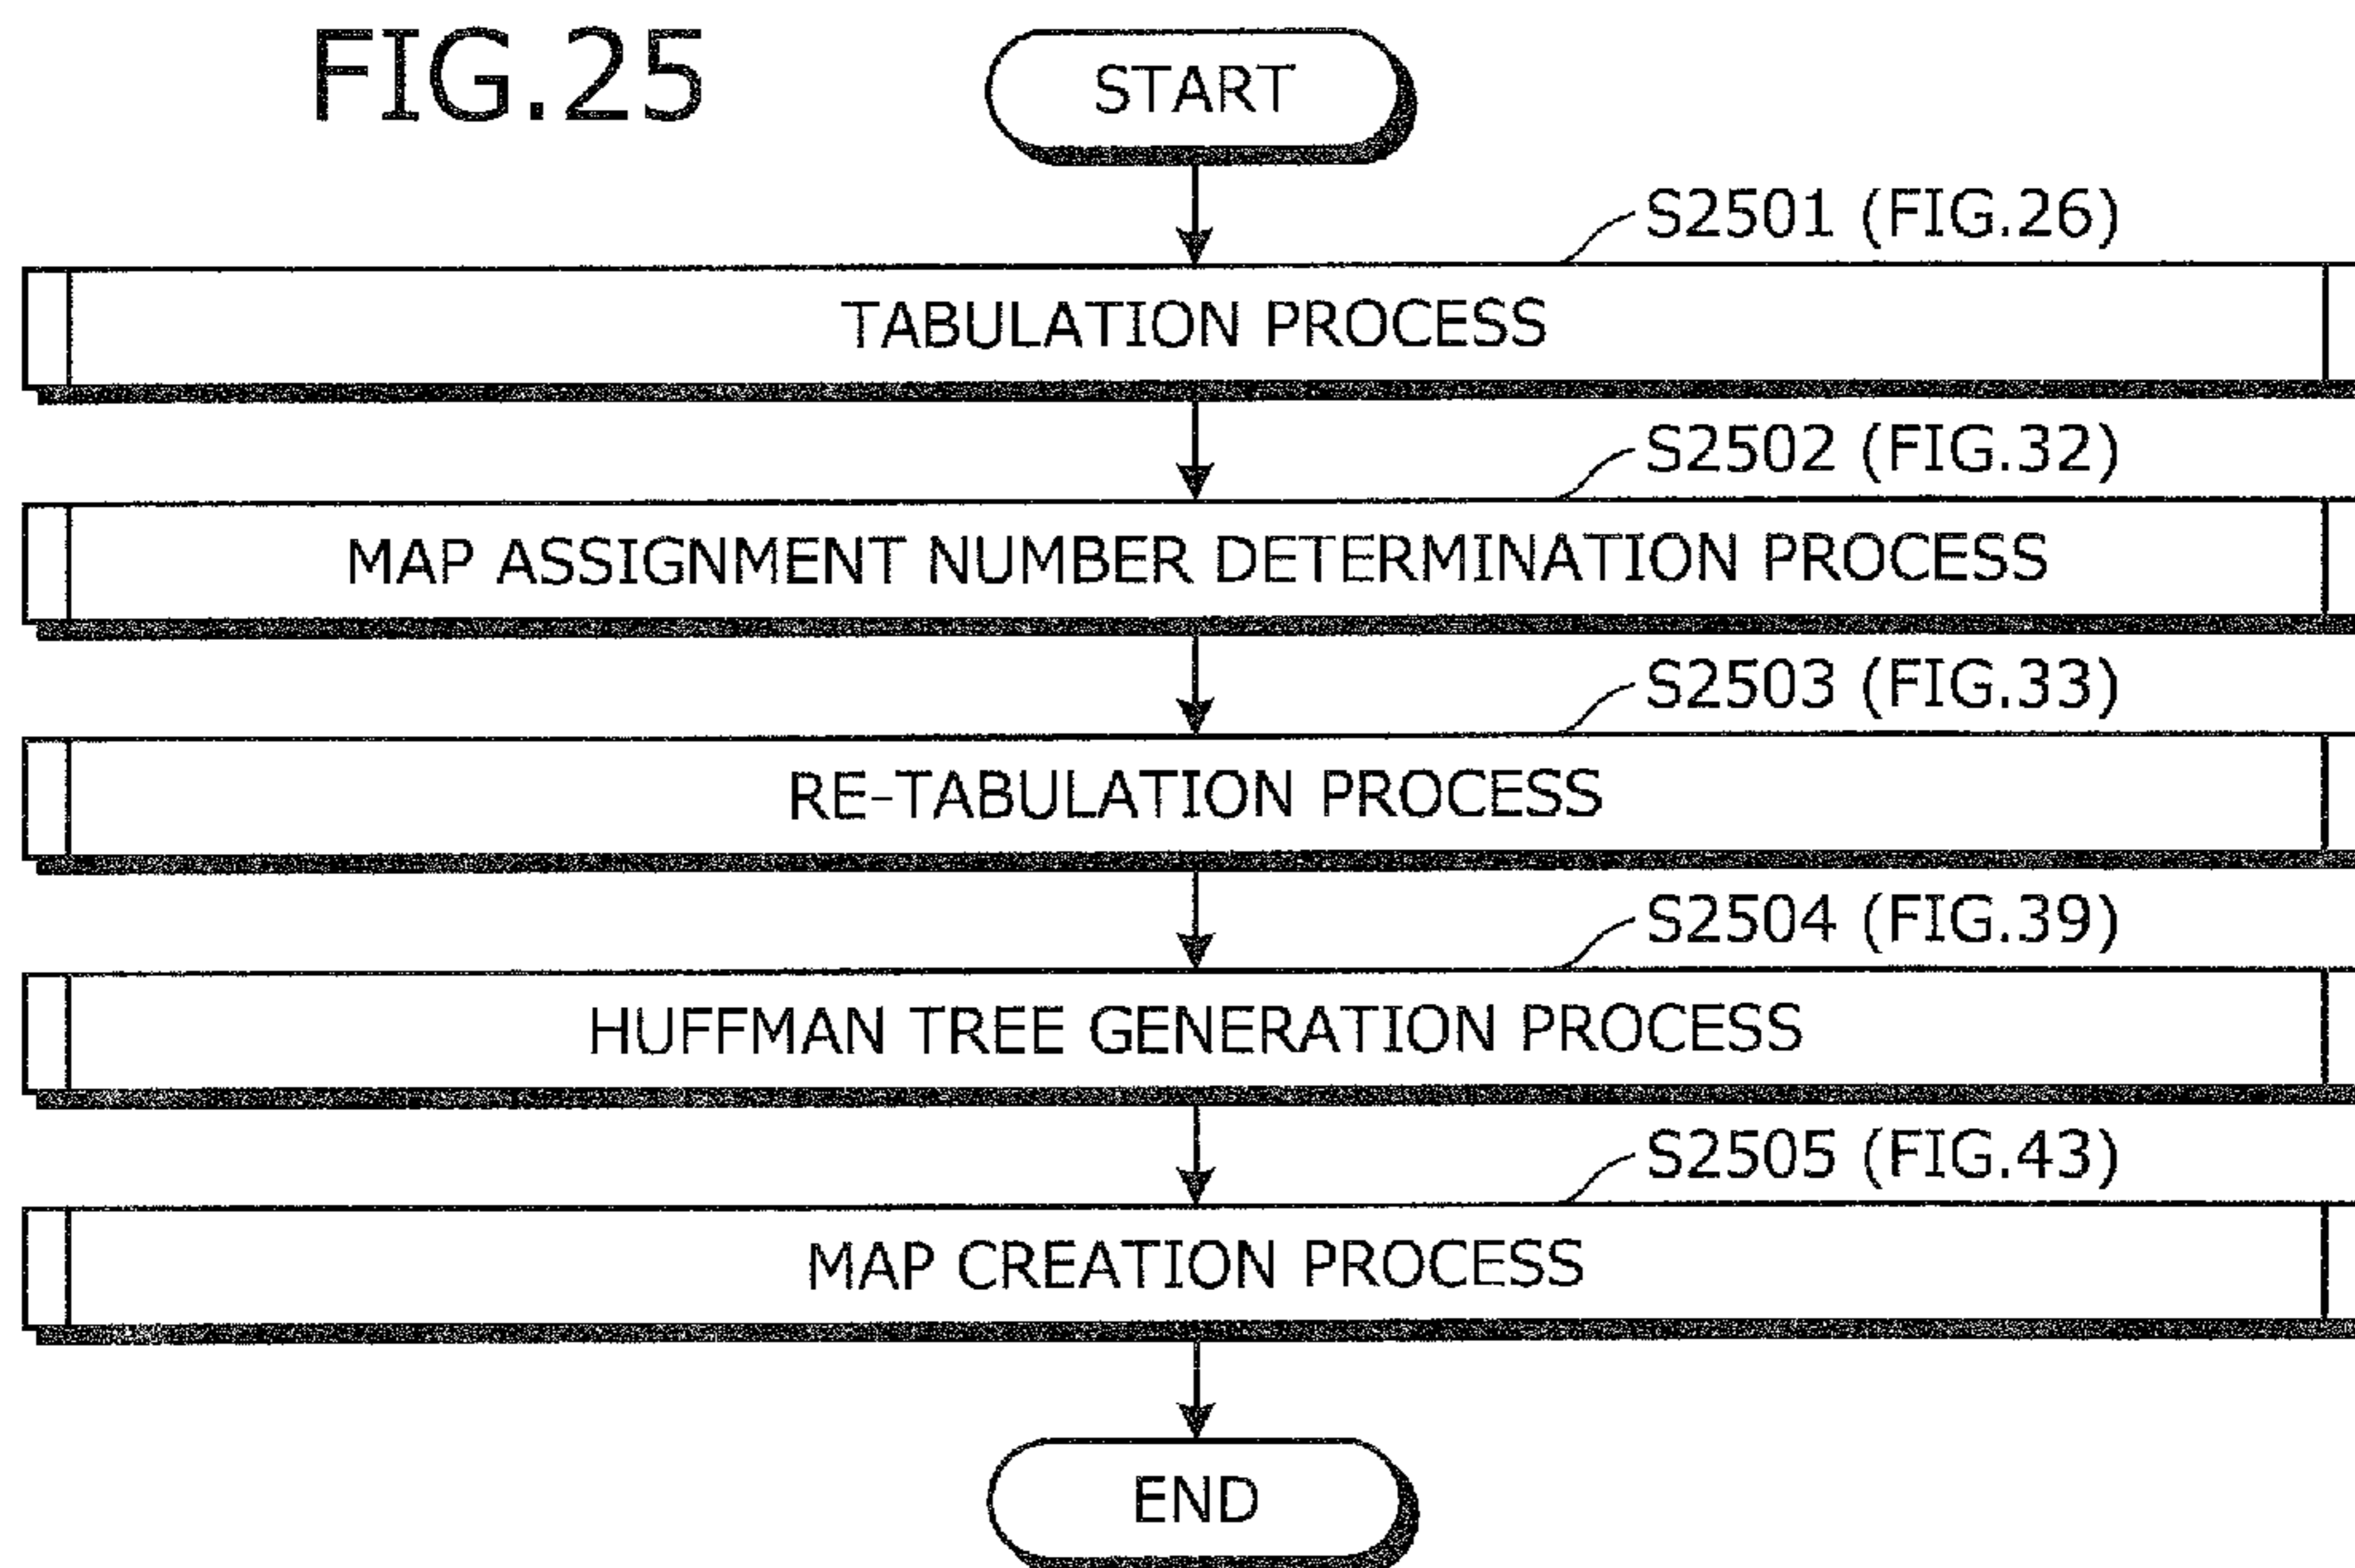 FIG.25
START
S2501 (FIG.26)
TABULATION PROCESS
S2502 (FIG.32)
MAP ASSIGNMENT NUMBER DETERMINATION PROCESS
S2503 (FIG.33)
RE-TABULATION PROCESS
S2504 (FIG.39)
HUFFMAN TREE GENERATION PROCESS
S2505 (FIG.43)
MAP CREATION PROCESS
END